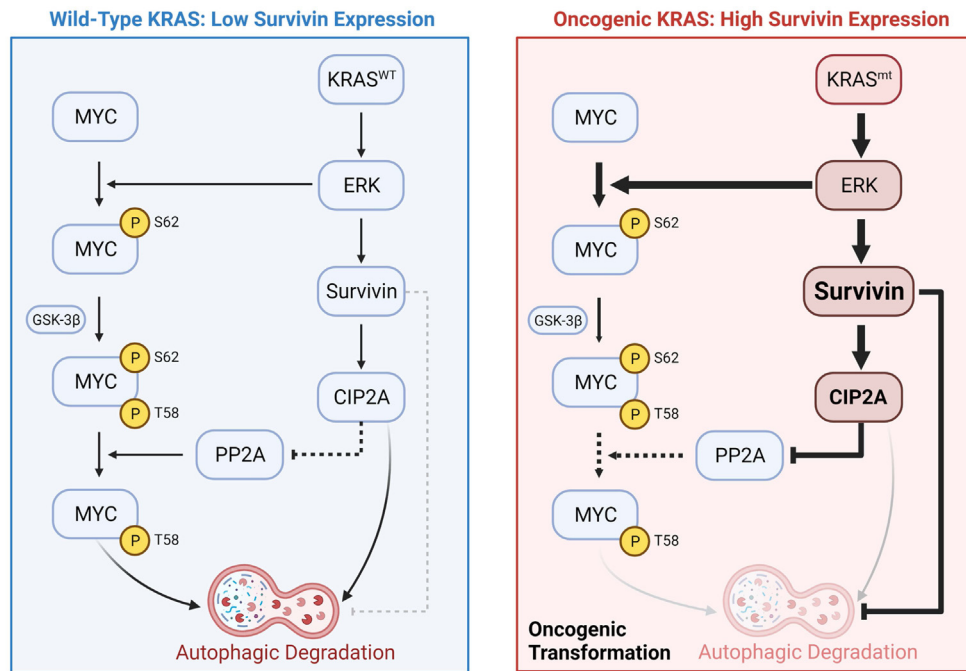 Wild-Type KRAS: Low Survivin Expression
KRASᵂᵀ
MYC
ERK
P S62
MYC
Survivin
GSK-3β
P S62
MYC
P T58
CIP2A
PP2A
MYC
P T58
Autophagic Degradation
Oncogenic KRAS: High Survivin Expression
KRASᵐᵗ
MYC
ERK
P S62
MYC
Survivin
GSK-3β
P S62
MYC
P T58
CIP2A
PP2A
MYC
P T58
Oncogenic
Transformation
Autophagic Degradation